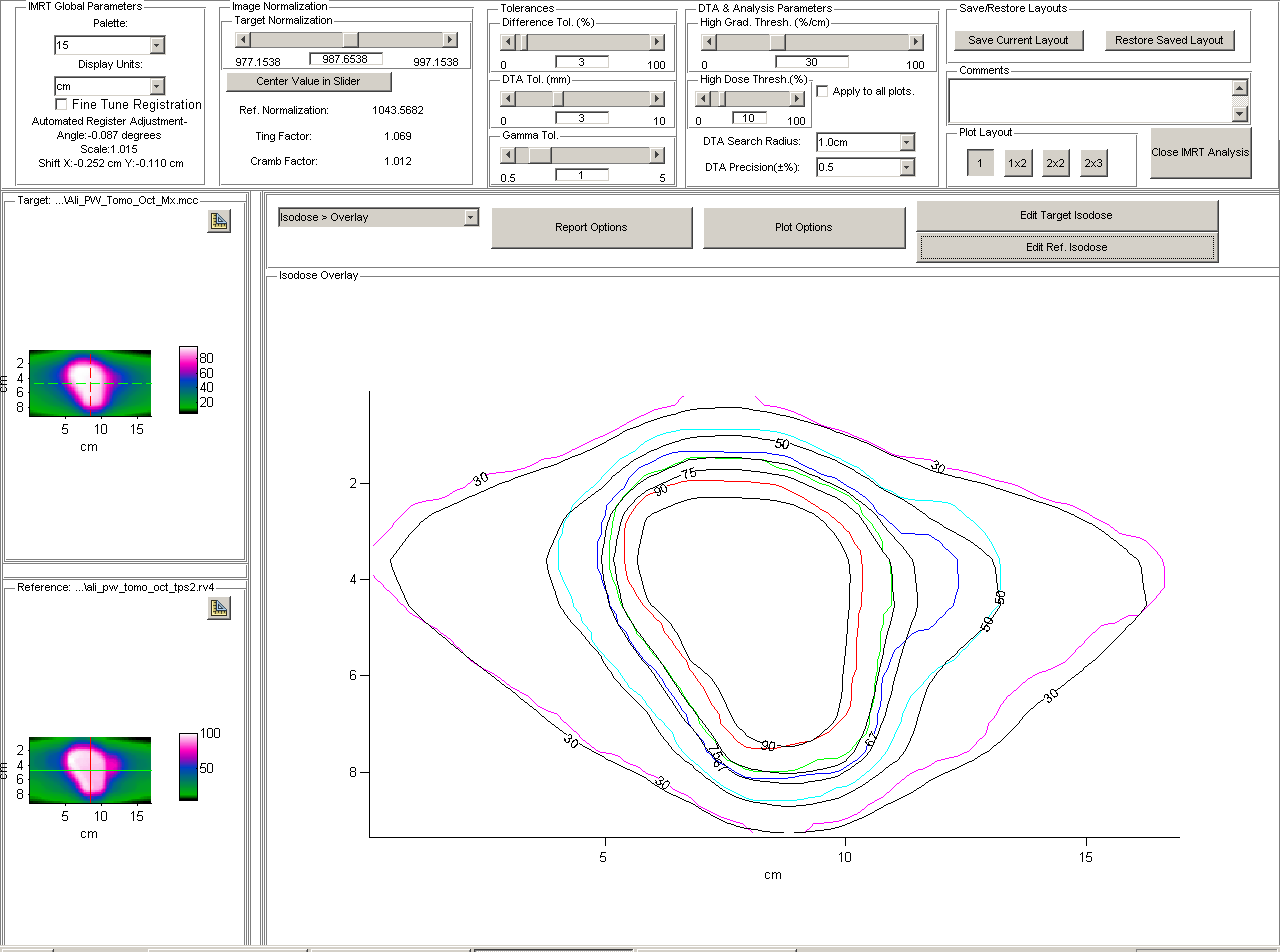 IMRT Global Parameters
Palette:
15
Display Units:
cm
Fine Tune Registration
Automated Register Adjustment-
Angle:-0.087 degrees
Scale:1.015
Shift X:-0.252 cm Y:-0.110 cm
Image Normalization
Target Normalization
977.1538 987.6538 997.1538
Center Value in Slider
Ref. Normalization: 1043.5682
Ting Factor: 1.069
Cramb Factor: 1.012
Tolerances
Difference Tol. (%)
0 3 100
DTA Tol. (mm)
0 3 10
Gamma Tol.
0.5 1 5
DTA & Analysis Parameters
High Grad. Thresh. (%/cm)
0 30 100
High Dose Thresh.(%)
0 10 100
Apply to all plots.
DTA Search Radius: 1.0cm
DTA Precision(±%): 0.5
Save/Restore Layouts
Save Current Layout Restore Saved Layout
Comments
Plot Layout
1 1x2 2x2 2x3
Close IMRT Analysis
Target: ...\Ali_PW_Tomo_Oct_Mx.mcc
2
4
6
8
cm
5 10 15
cm
80
60
40
20
Reference: ...\ali_pw_tomo_oct_tps2.rv4
2
4
6
8
cm
5 10 15
cm
100
50
Isodose > Overlay
Report Options
Plot Options
Edit Target Isodose
Edit Ref. Isodose
Isodose Overlay
50
30
30
75
90
2
4
50
50
6
30
30
67
90
75
67
30
8
5 10 15
cm